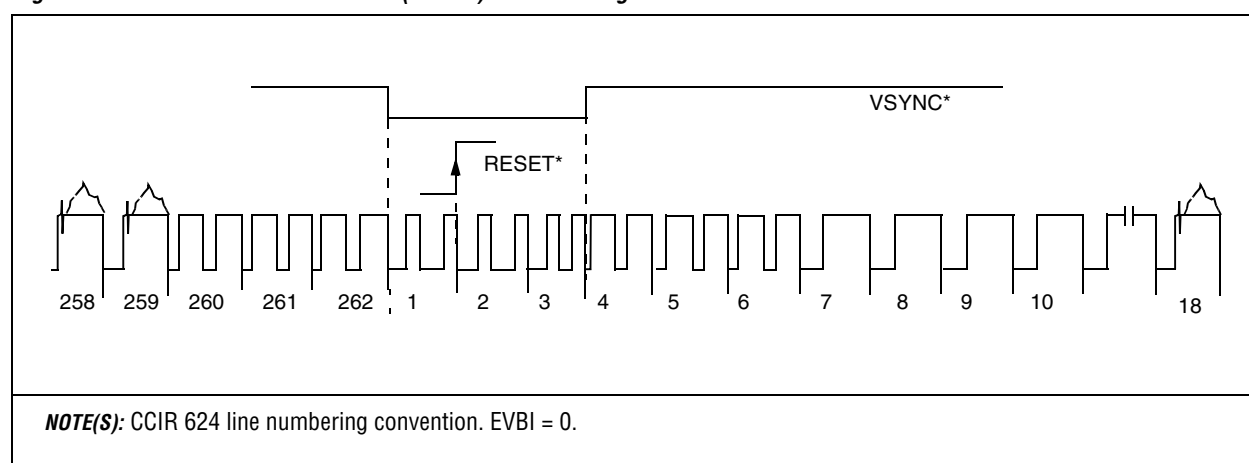 VSYNC*
RESET*
258 259 260 261 262 1 2 3 4 5 6 7 8 9 10 18
NOTE(S): CCIR 624 line numbering convention. EVBI = 0.